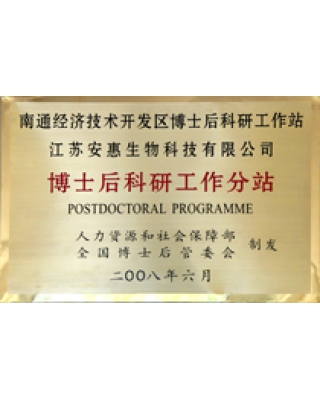 南通经济技术开发区博士后科研工作站
江苏安惠生物科技有限公司
博士后科研工作分站
POSTDOCTORAL PROGRAMME
人力资源和社会保障部
全国博士后管委会
制发
二〇〇八年六月